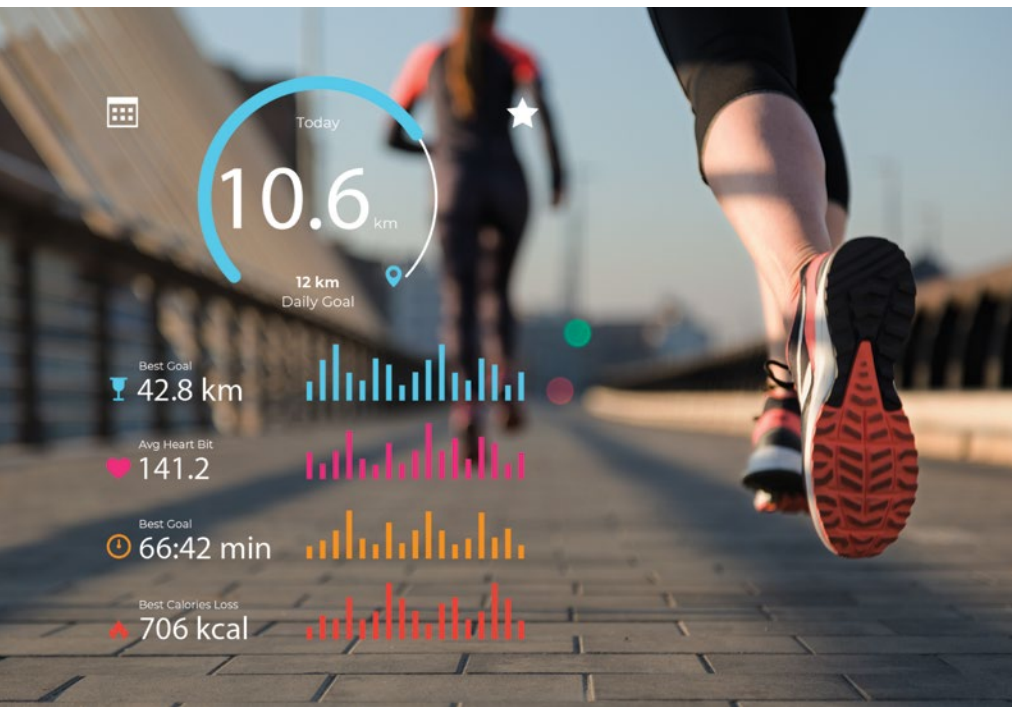 Today
10.6 km
12 km
Daily Goal
Best Goal
42.8 km
Avg Heart Bit
141.2
Best Goal
66:42 min
Best Calories Loss
706 kcal